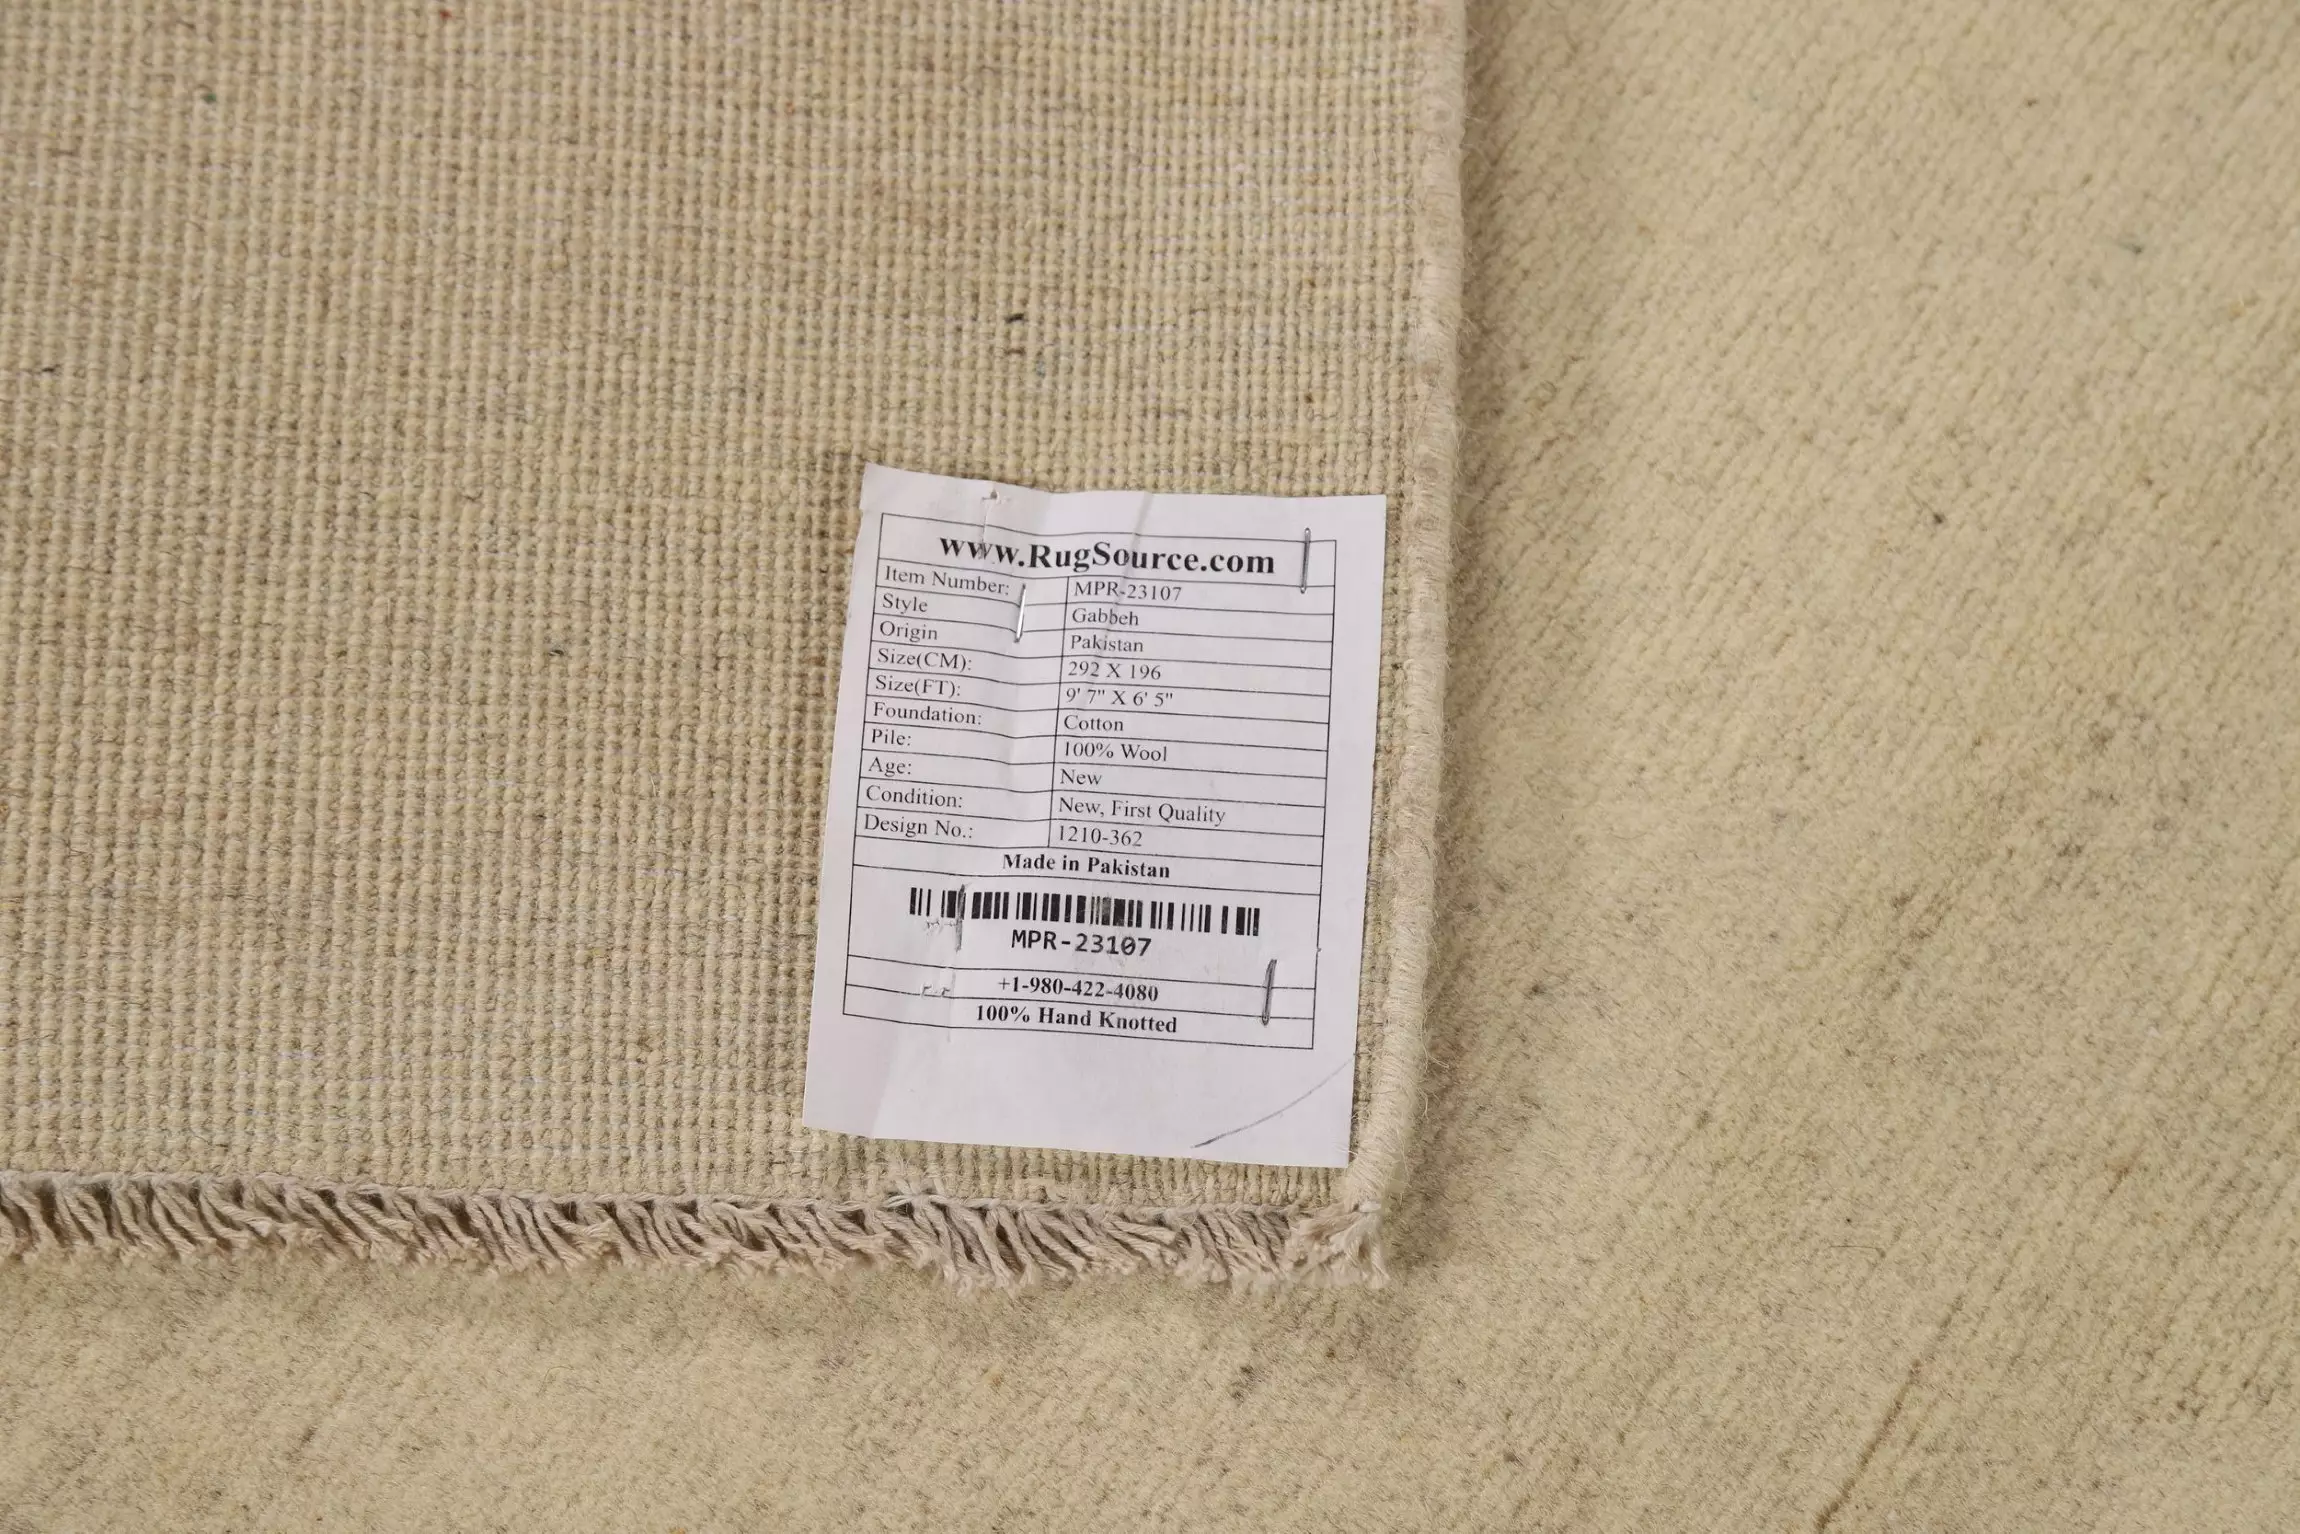 www.RugSource.com
Item Number: MPR-23107
Style Gabbeh
Origin Pakistan
Size(CM): 292 X 196
Size(FT): 9' 7" X 6' 5"
Foundation: Cotton
Pile: 100% Wool
Age: New
Condition: New, First Quality
Design No.: 1210-362
Made in Pakistan
MPR-23107
+1-980-422-4080
100% Hand Knotted